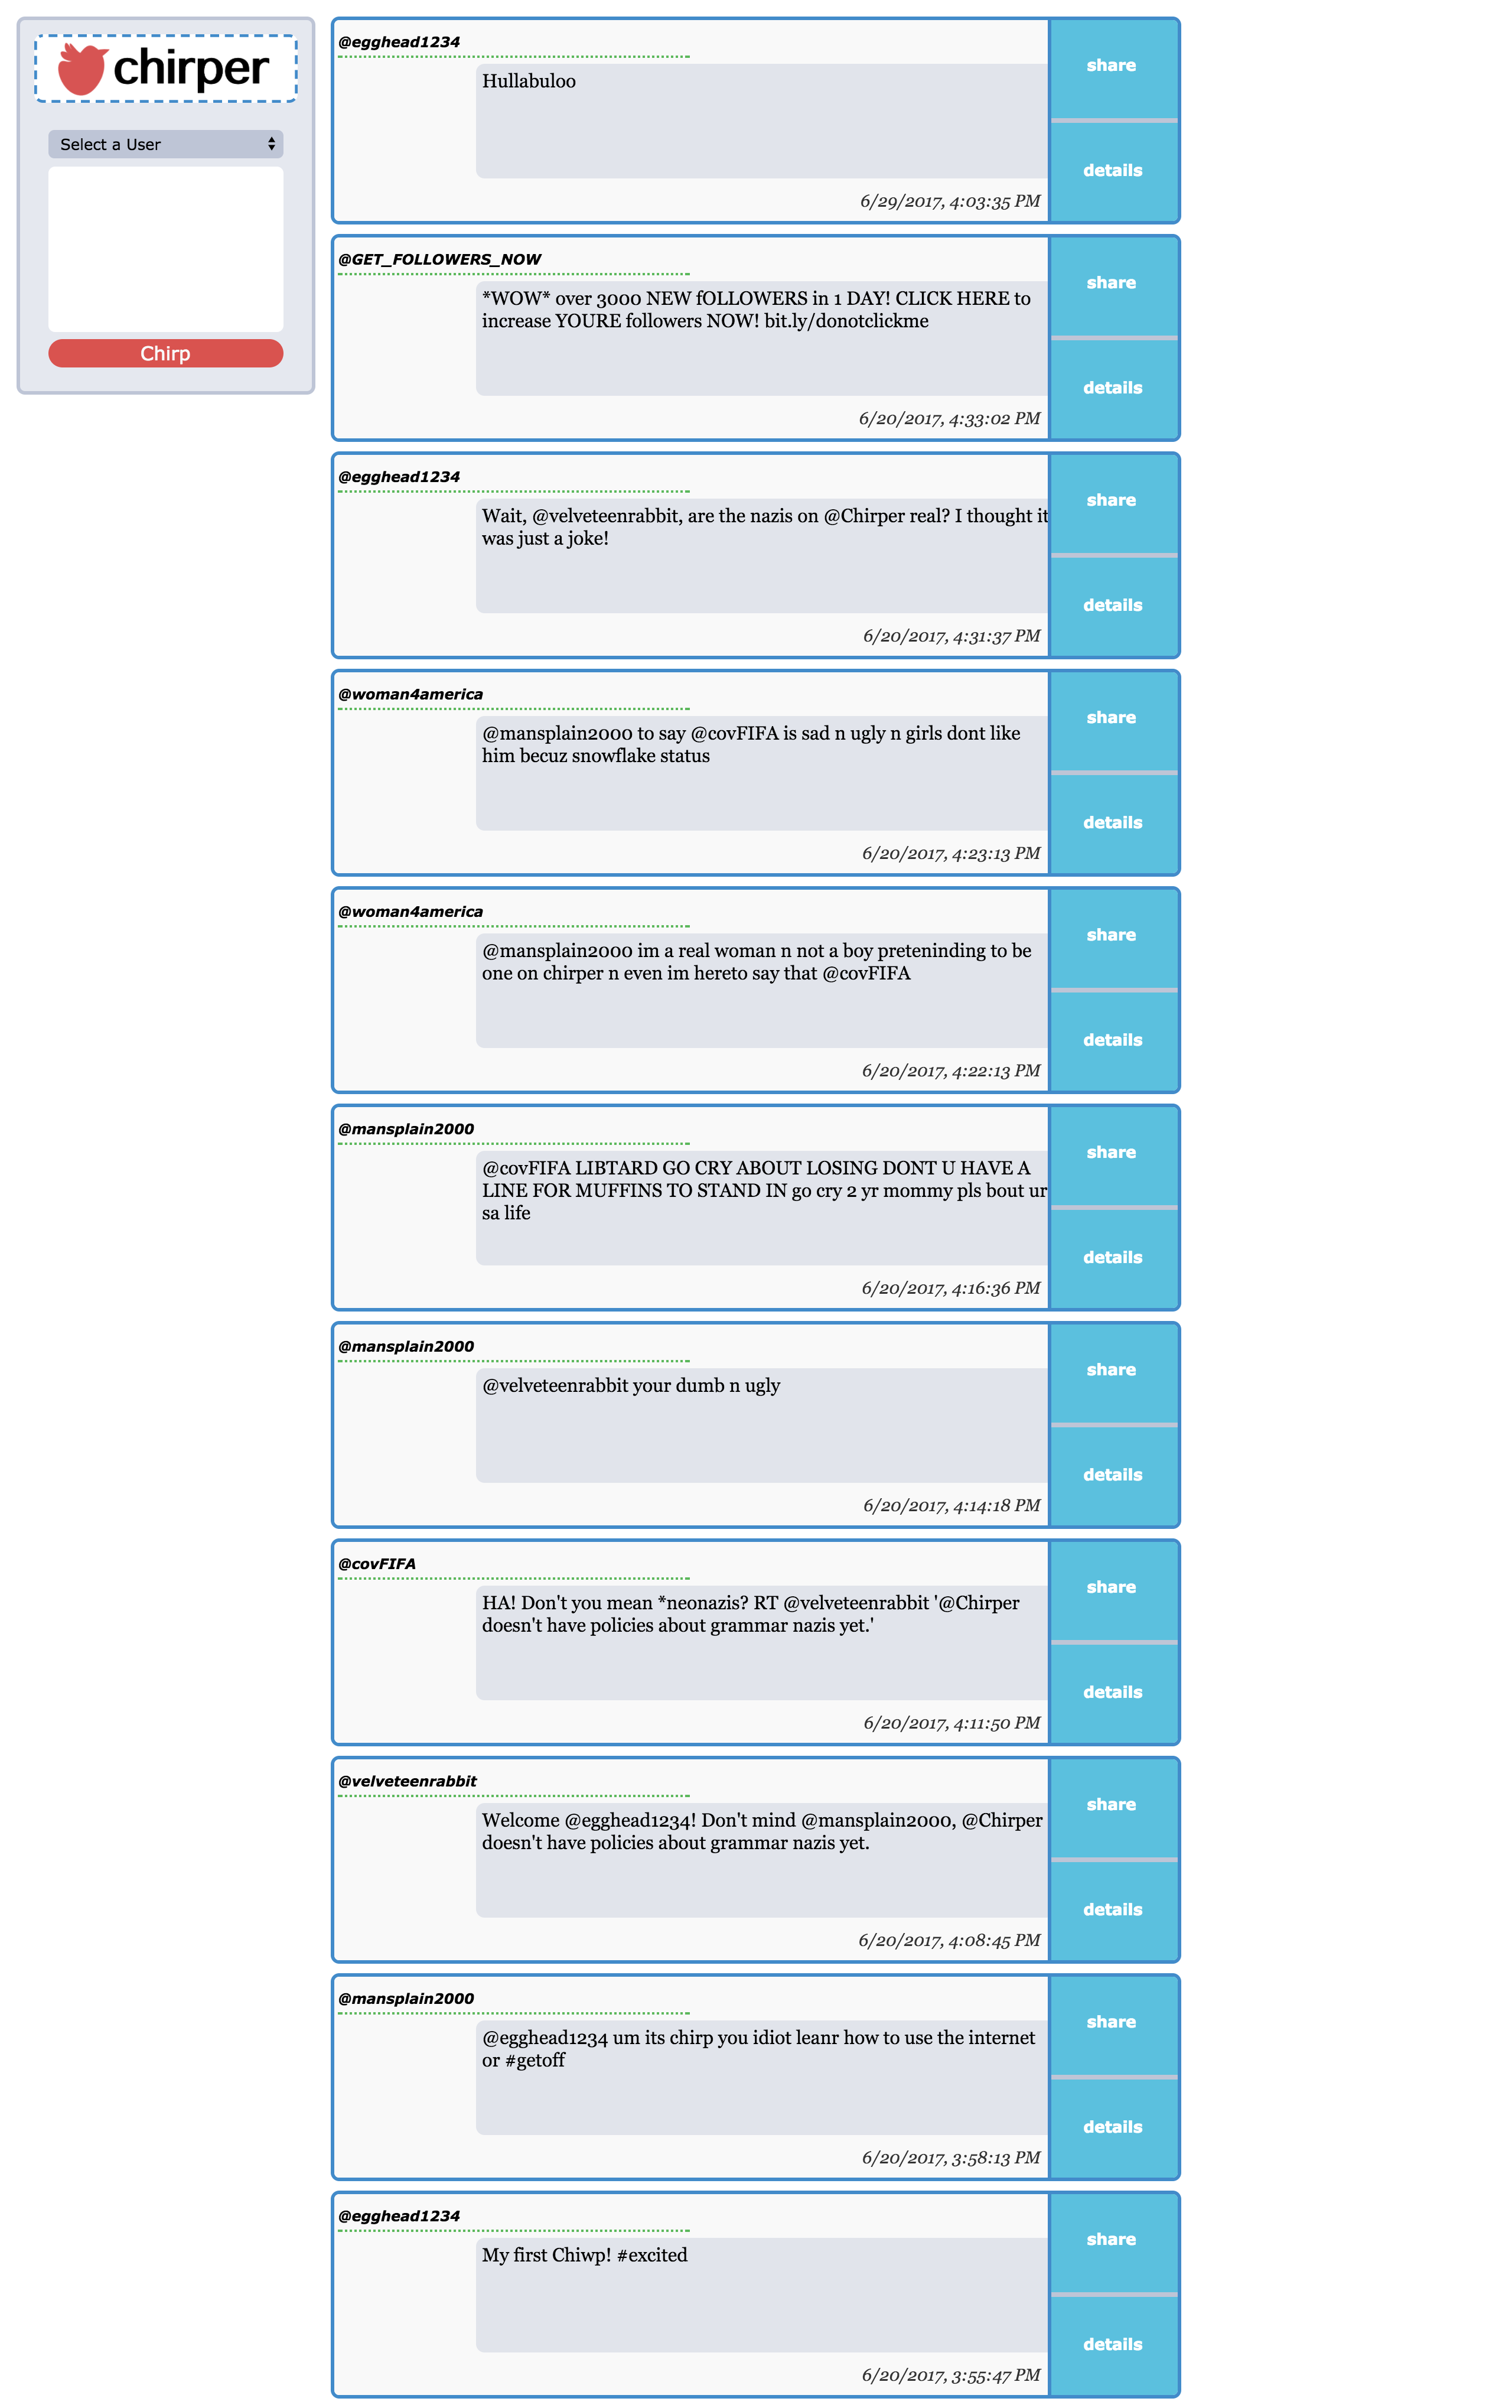 chirper
Select a User
Chirp
@egghead1234
Hullabuloo
6/29/2017, 4:03:35 PM
share
details
@GET_FOLLOWERS_NOW
*WOW* over 3000 NEW fOLLOWERS in 1 DAY! CLICK HERE to
increase YOURE followers NOW! bit.ly/donotclickme
6/20/2017, 4:33:02 PM
share
details
@egghead1234
Wait, @velveteenrabbit, are the nazis on @Chirper real? I thought it
was just a joke!
6/20/2017, 4:31:37 PM
share
details
@woman4america
@mansplain2000 to say @covFIFA is sad n ugly n girls dont like
him becuz snowflake status
6/20/2017, 4:23:13 PM
share
details
@woman4america
@mansplain2000 im a real woman n not a boy preteninding to be
one on chirper n even im hereto say that @covFIFA
6/20/2017, 4:22:13 PM
share
details
@mansplain2000
@covFIFA LIBTARD GO CRY ABOUT LOSING DONT U HAVE A
LINE FOR MUFFINS TO STAND IN go cry 2 yr mommy pls bout ur
sa life
6/20/2017, 4:16:36 PM
share
details
@mansplain2000
@velveteenrabbit your dumb n ugly
6/20/2017, 4:14:18 PM
share
details
@covFIFA
HA! Don't you mean *neonazis? RT @velveteenrabbit '@Chirper
doesn't have policies about grammar nazis yet.'
6/20/2017, 4:11:50 PM
share
details
@velveteenrabbit
Welcome @egghead1234! Don't mind @mansplain2000, @Chirper
doesn't have policies about grammar nazis yet.
6/20/2017, 4:08:45 PM
share
details
@mansplain2000
@egghead1234 um its chirp you idiot leanr how to use the internet
or #getoff
6/20/2017, 3:58:13 PM
share
details
@egghead1234
My first Chiwp! #excited
6/20/2017, 3:55:47 PM
share
details